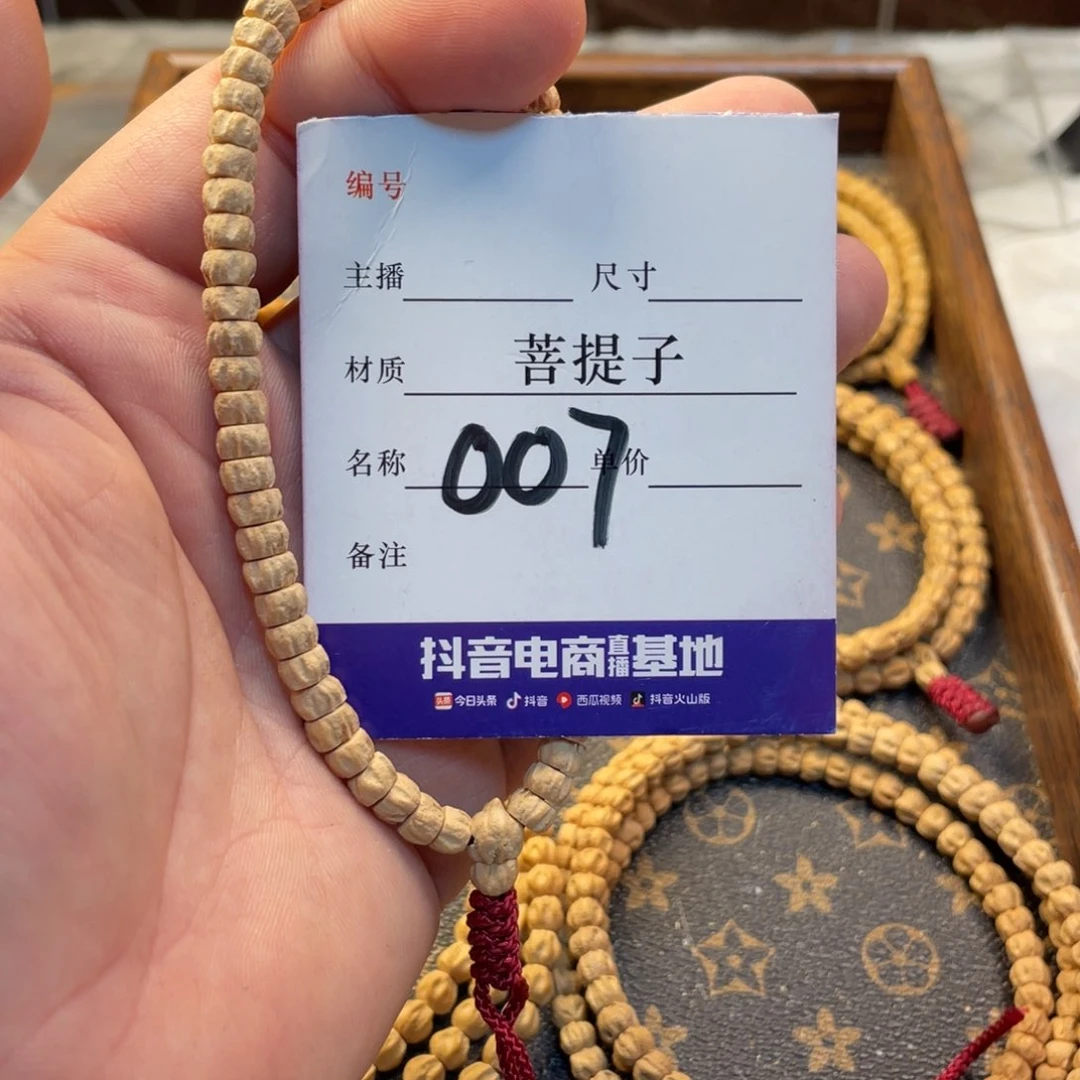 编号
主播 尺寸
材质 菩提子
名称 007 单价
备注
抖音电商直播基地
头条 今日头条 抖音 西瓜视频 抖音火山版